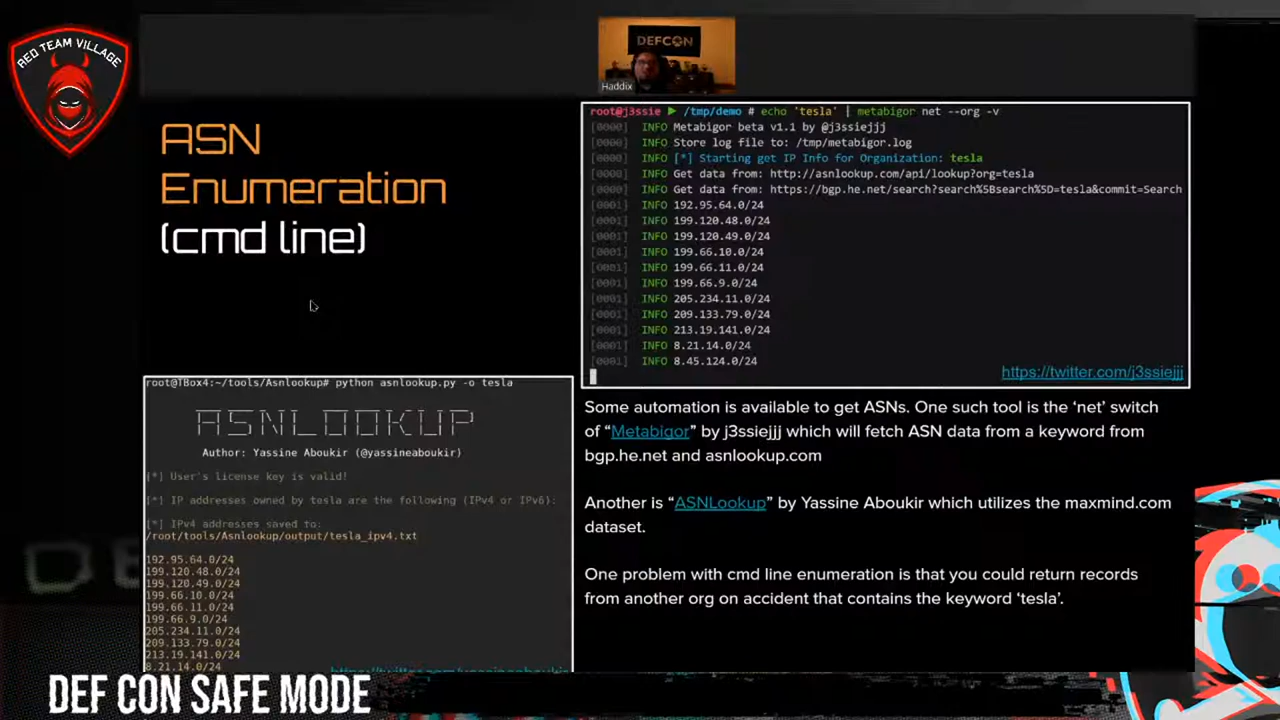 RED TEAM VILLAGE
DEFCON
Haddix
ASN
Enumeration
(cmd line)
root@j3ssie ▶ /tmp/demo # echo 'tesla' | metabigor net --org -v
[0000] INFO Metabigor beta v1.1 by @j3ssiejjj
[0000] INFO Store log file to: /tmp/metabigor.log
[0000] INFO [*] Starting get IP Info for Organization: tesla
[0000] INFO Get data from: http://asnlookup.com/api/lookup?org=tesla
[0000] INFO Get data from: https://bgp.he.net/search?search%5Bsearch%5D=tesla&commit=Search
[0001] INFO 192.95.64.0/24
[0001] INFO 199.120.48.0/24
[0001] INFO 199.120.49.0/24
[0001] INFO 199.66.10.0/24
[0001] INFO 199.66.11.0/24
[0001] INFO 199.66.9.0/24
[0001] INFO 205.234.11.0/24
[0001] INFO 209.133.79.0/24
[0001] INFO 213.19.141.0/24
[0001] INFO 8.21.14.0/24
[0001] INFO 8.45.124.0/24
https://twitter.com/j3ssiejjj
root@TBox4:~/tools/Asnlookup# python asnlookup.py -o tesla
ASNLOOKUP
Author: Yassine Aboukir (@yassineaboukir)
[*] User's license key is valid!
[*] IP addresses owned by tesla are the following (IPv4 or IPv6):
[*] IPv4 addresses saved to:
/root/tools/Asnlookup/output/tesla_ipv4.txt
192.95.64.0/24
199.120.48.0/24
199.120.49.0/24
199.66.10.0/24
199.66.11.0/24
199.66.9.0/24
205.234.11.0/24
209.133.79.0/24
213.19.141.0/24
8.21.14.0/24
Some automation is available to get ASNs. One such tool is the ‘net’ switch
of “Metabigor” by j3ssiejjj which will fetch ASN data from a keyword from
bgp.he.net and asnlookup.com
Another is “ASNLookup” by Yassine Aboukir which utilizes the maxmind.com
dataset.
One problem with cmd line enumeration is that you could return records
from another org on accident that contains the keyword ‘tesla’.
DEF CON SAFE MODE